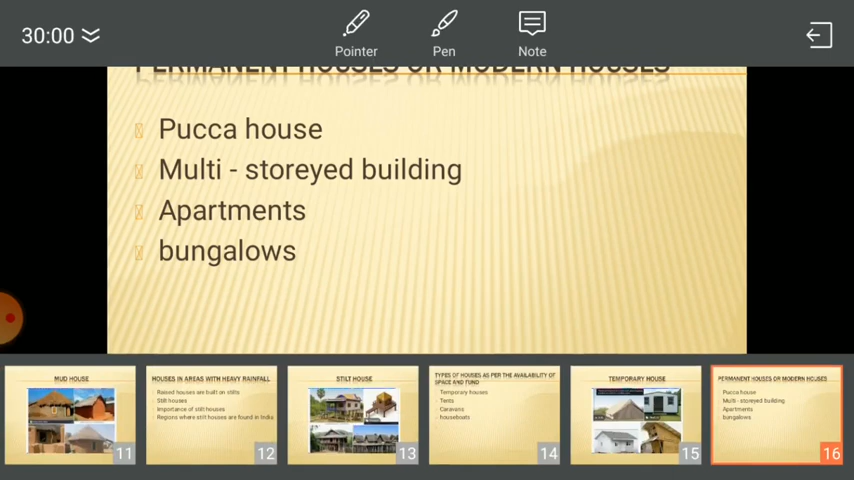 30:00
Pointer
Pen
Note
PERMANENT HOUSES OR MODERN HOUSES
Pucca house
Multi - storeyed building
Apartments
bungalows
MUD HOUSE
11
HOUSES IN AREAS WITH HEAVY RAINFALL
Raised houses are built on stilts
Stilt houses
Importance of stilt houses
Regions where stilt houses are found in India
12
STILT HOUSE
13
TYPES OF HOUSES AS PER THE AVAILABILITY OF
SPACE AND FUND
Temporary houses
Tents
Caravans
houseboats
14
TEMPORARY HOUSE
15
PERMANENT HOUSES OR MODERN HOUSES
Pucca house
Multi - storeyed building
Apartments
bungalows
16